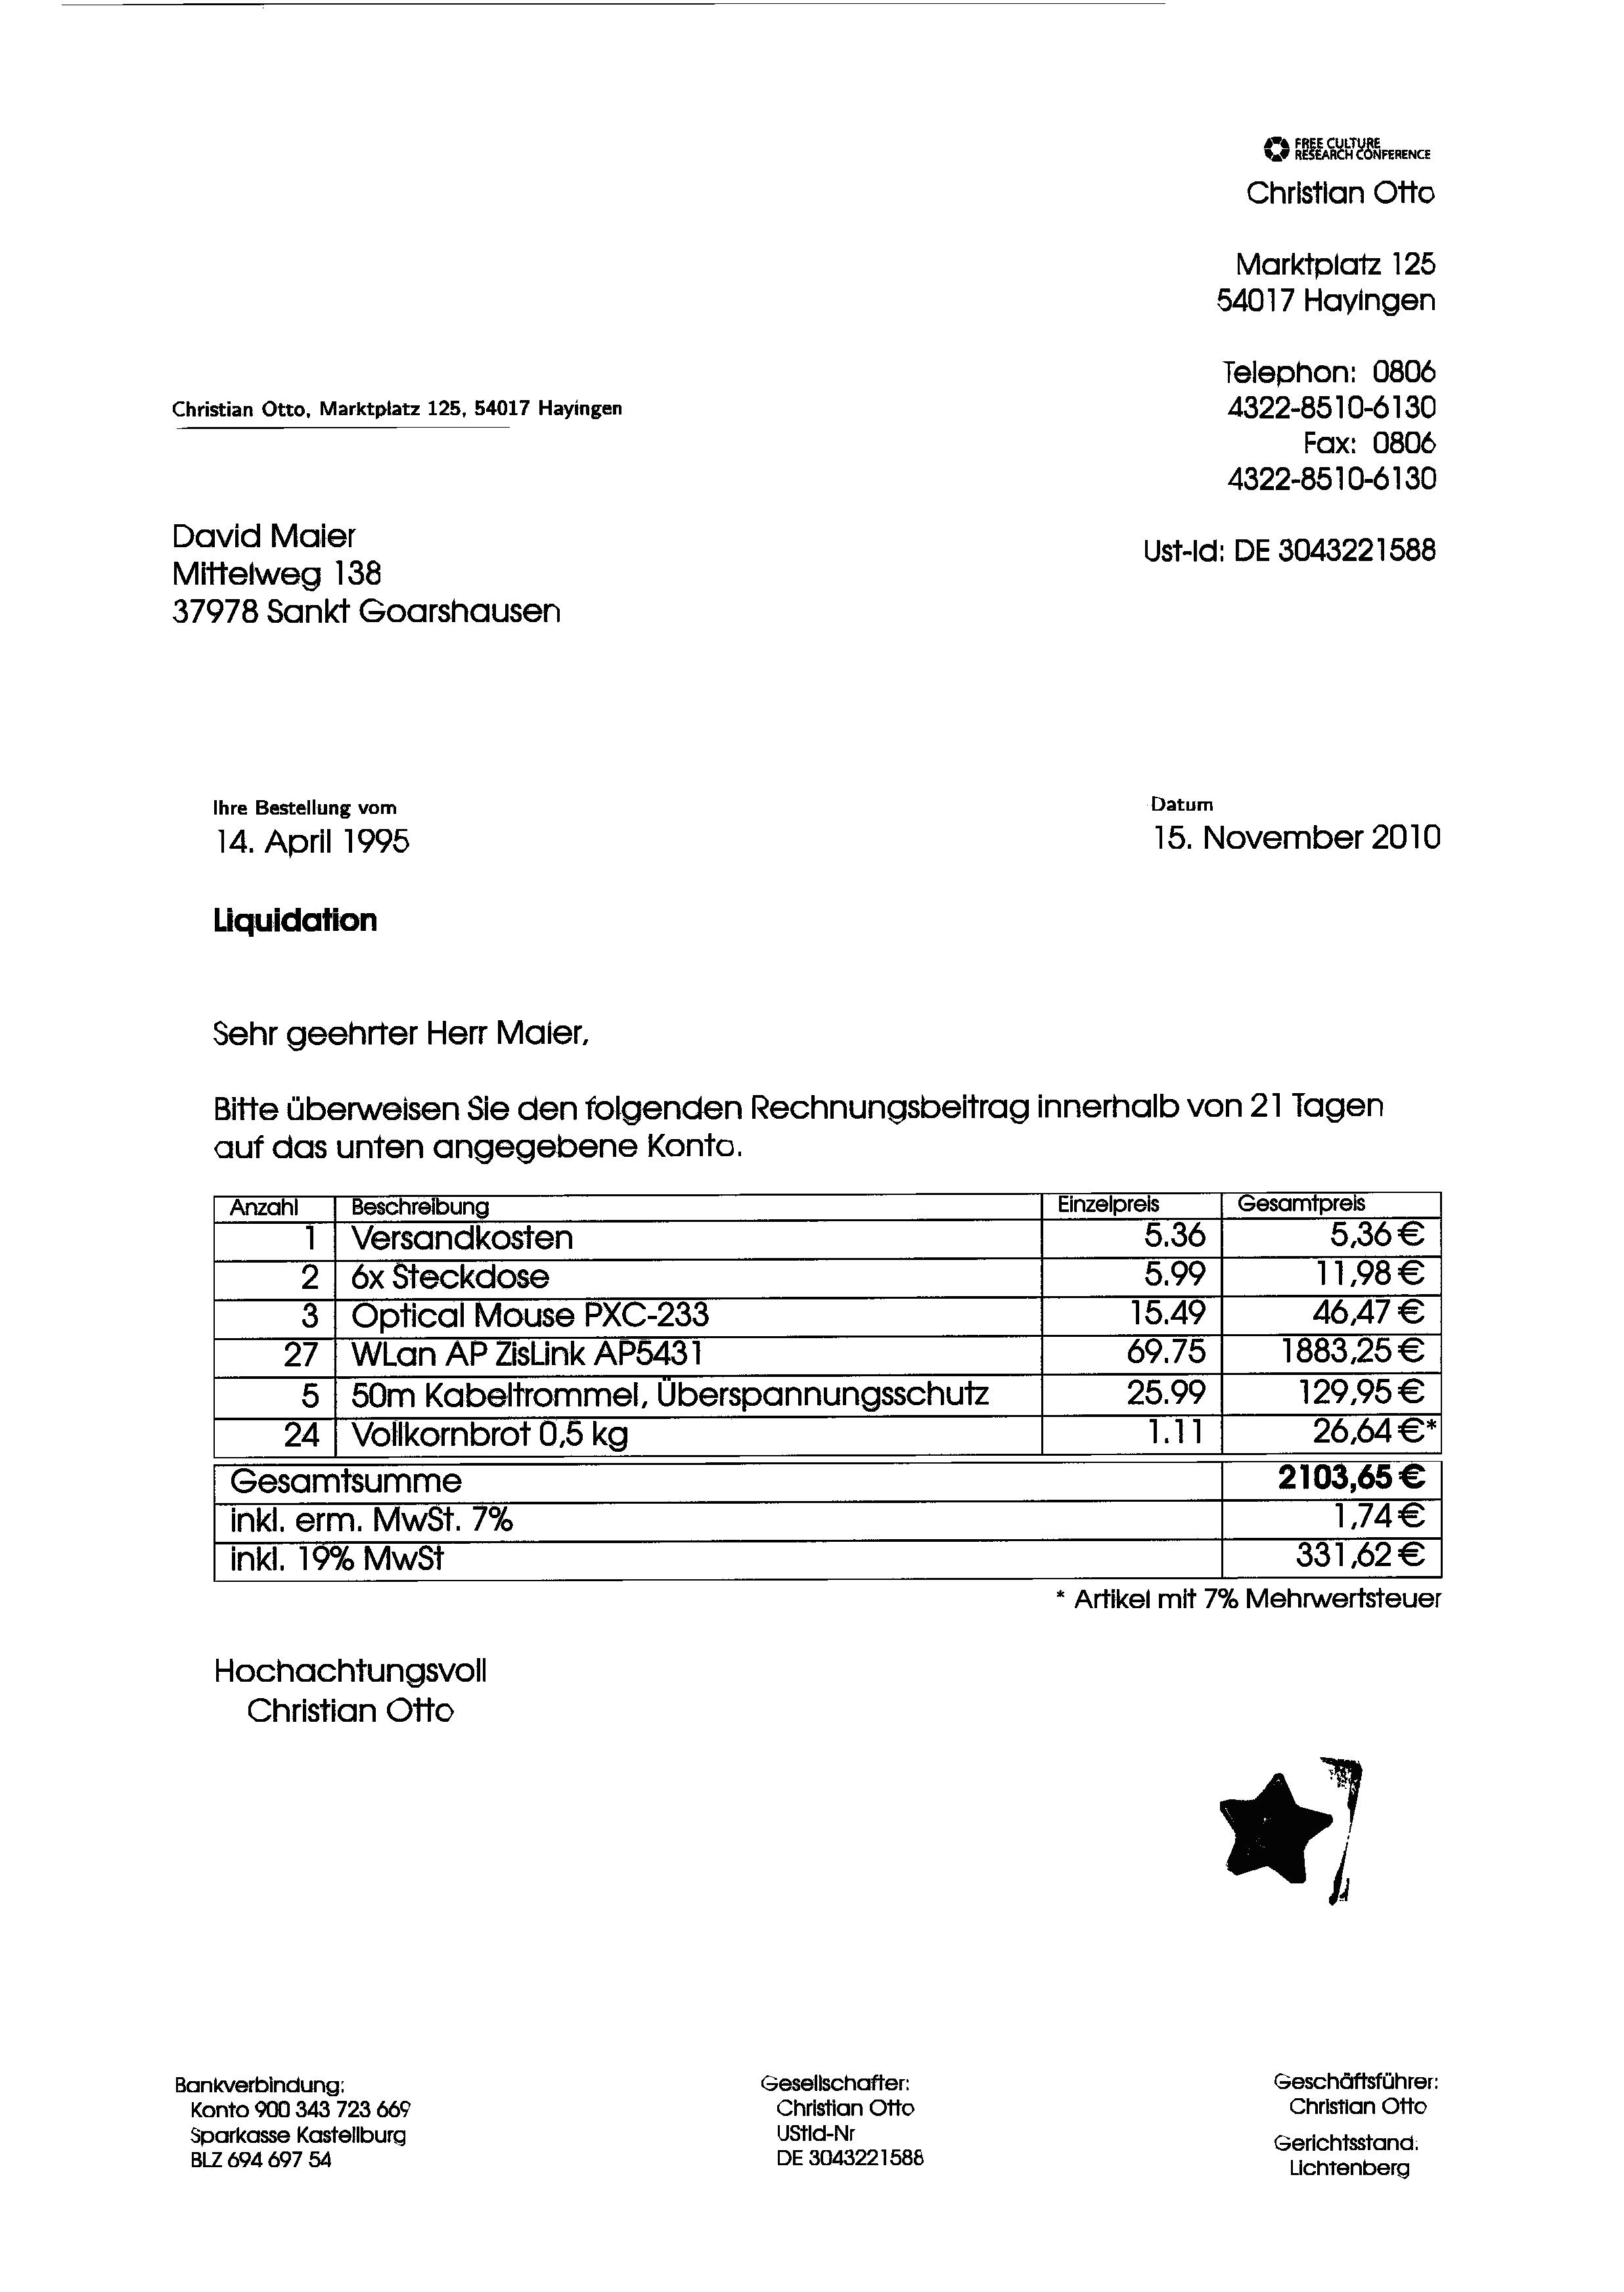 FREE CULTURE
RESEARCH CONFERENCE
Christian Otto
Marktplatz 125
54017 Hayingen
Telephon: 0806
4322-8510-6130
Fax: 0806
4322-8510-6130
Ust-Id: DE 3043221588
Christian Otto, Marktplatz 125, 54017 Hayingen
David Maier
Mittelweg 138
37978 Sankt Goarshausen
Ihre Bestellung vom
14. April 1995
Datum
15. November 2010
Liquidation
Sehr geehrter Herr Maier,
Bitte überweisen Sie den folgenden Rechnungsbeitrag innerhalb von 21 Tagen
auf das unten angegebene Konto.
Anzahl Beschreibung Einzelpreis Gesamtpreis
1 Versandkosten 5.36 5,36 €
2 6x Steckdose 5.99 11,98 €
3 Optical Mouse PXC-233 15.49 46,47 €
27 WLan AP ZisLink AP5431 69.75 1883,25 €
5 50m Kabeltrommel, Überspannungsschutz 25.99 129,95 €
24 Vollkornbrot 0,5 kg 1.11 26,64 €*
Gesamtsumme 2103,65 €
inkl. erm. MwSt. 7% 1,74 €
inkl. 19% MwSt 331,62 €
* Artikel mit 7% Mehrwertsteuer
Hochachtungsvoll
Christian Otto
Bankverbindung:
Konto 900 343 723 669
Sparkasse Kastellburg
BLZ 694 697 54
Gesellschafter:
Christian Otto
UStId-Nr
DE 3043221588
Geschäftsführer:
Christian Otto
Gerichtsstand:
Lichtenberg